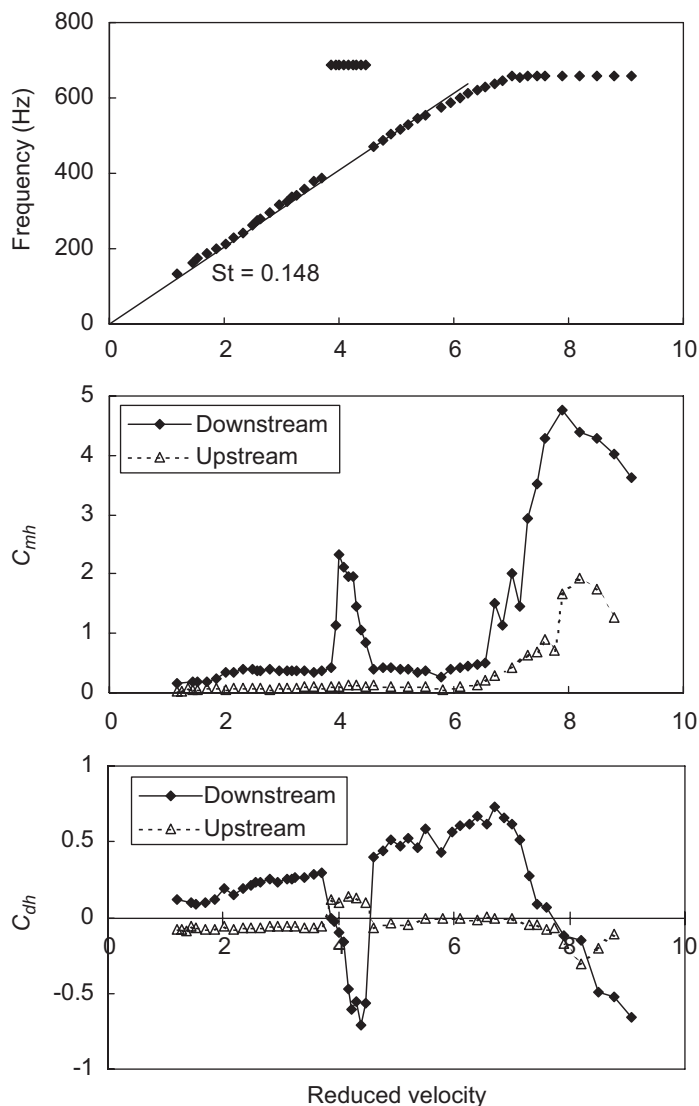 800
600
400
200
0
Frequency (Hz)
St = 0.148
0 2 4 6 8 10
5
4
3
2
1
0
C_mh
Downstream
Upstream
0 2 4 6 8 10
1
0.5
0
-0.5
-1
C_dh
Downstream
Upstream
0 2 4 6 8 10
Reduced velocity